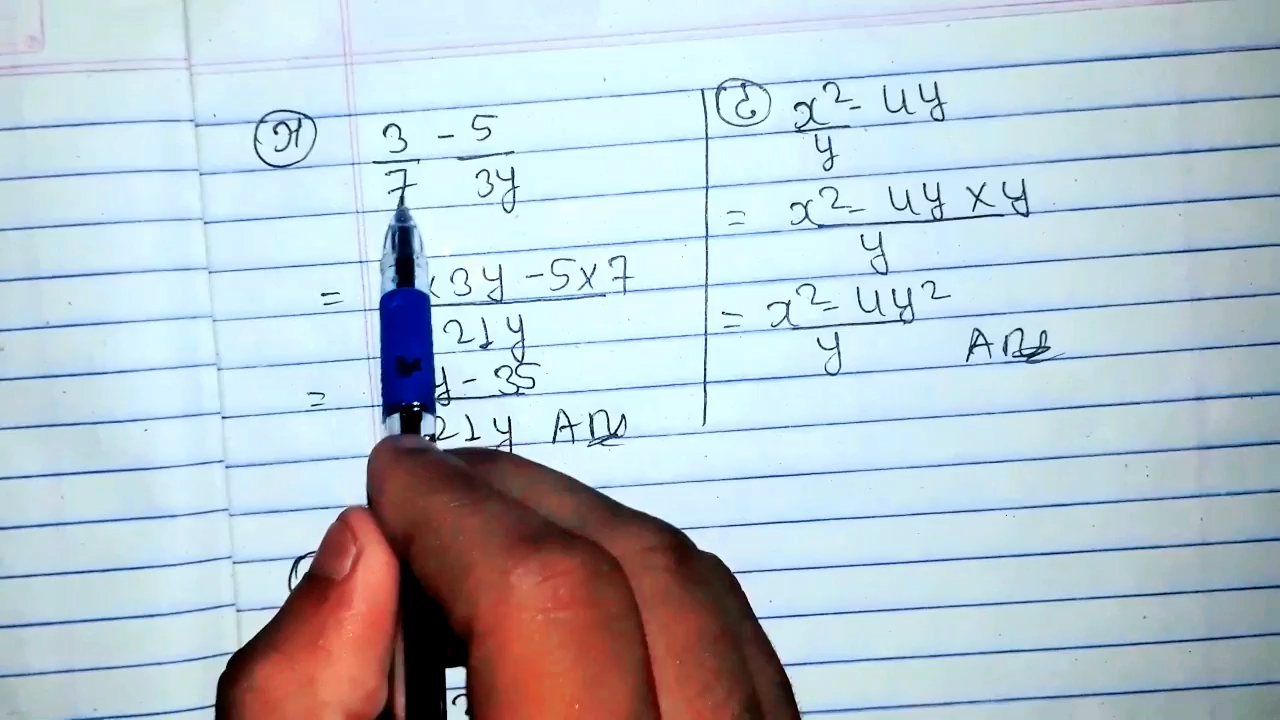 ग 3/7 - 5/3y
= x 3y - 5 x 7 / 21y
= y - 35 / 21y Ans
घ x²/y - 4y
= x² - 4y x y / y
= x² - 4y² / y Ans